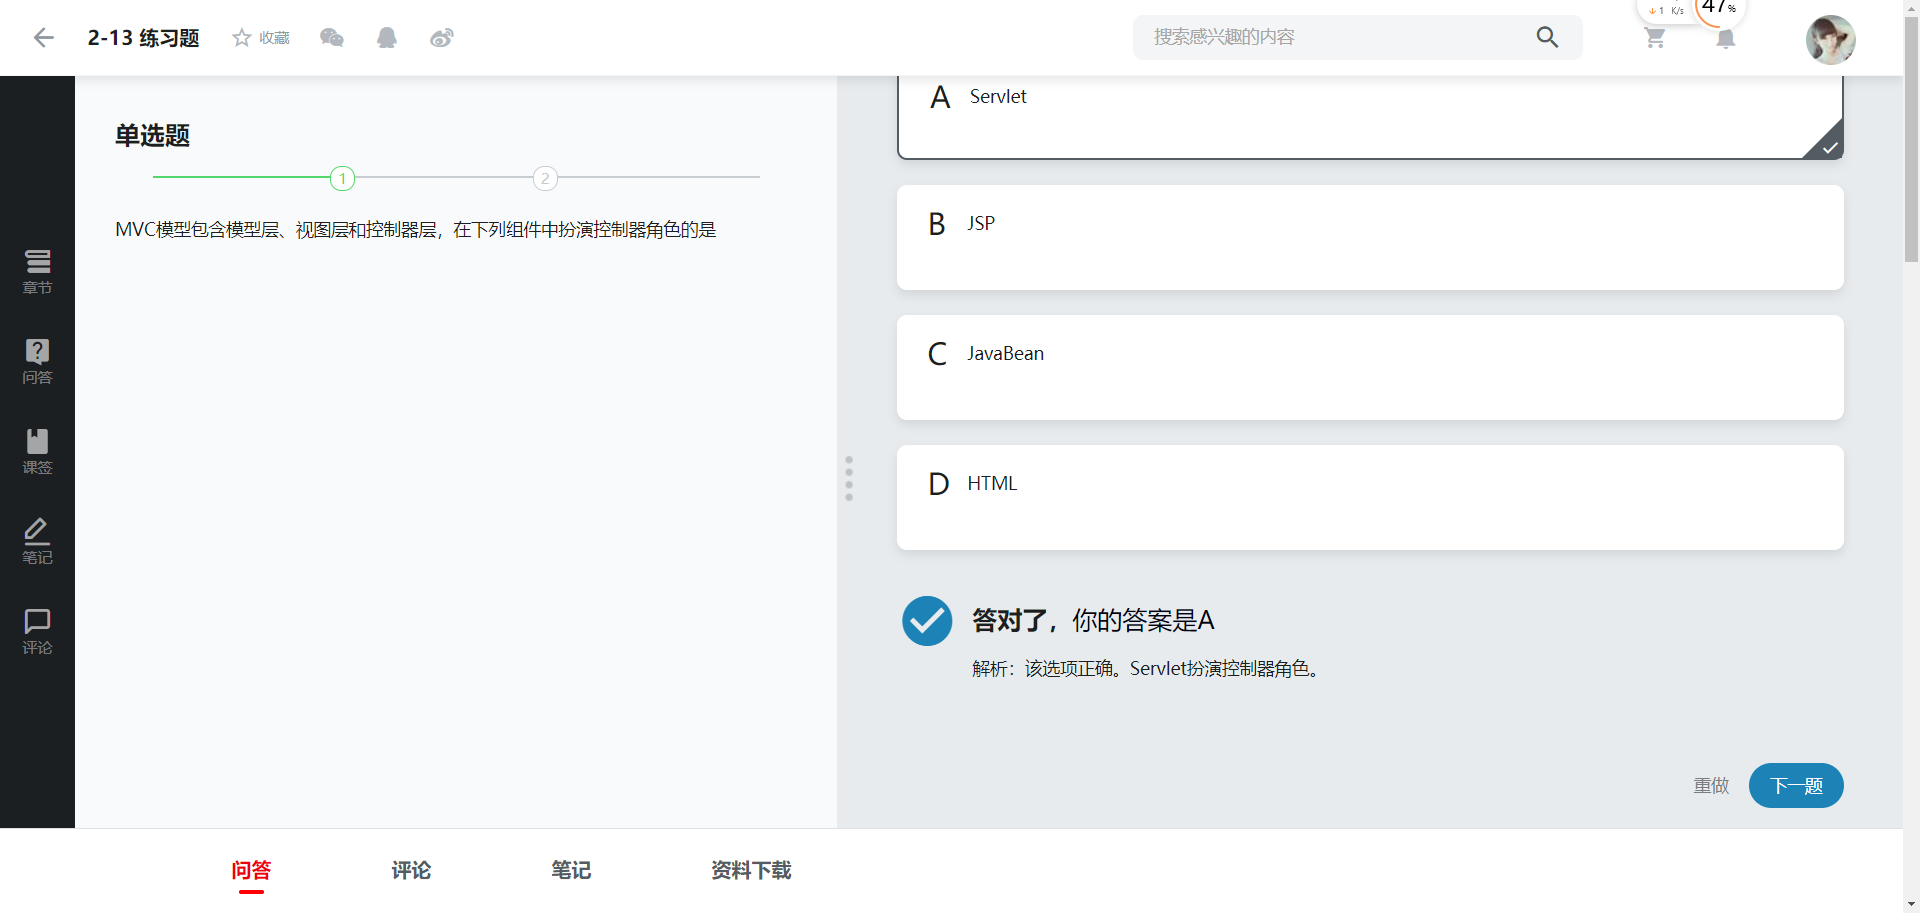 2-13 练习题
收藏
搜索感兴趣的内容
1 K/s
47%
章节
问答
课签
笔记
评论
单选题
1
2
MVC模型包含模型层、视图层和控制器层，在下列组件中扮演控制器角色的是
A Servlet
B JSP
C JavaBean
D HTML
答对了，你的答案是A
解析：该选项正确。Servlet扮演控制器角色。
重做
下一题
问答
评论
笔记
资料下载